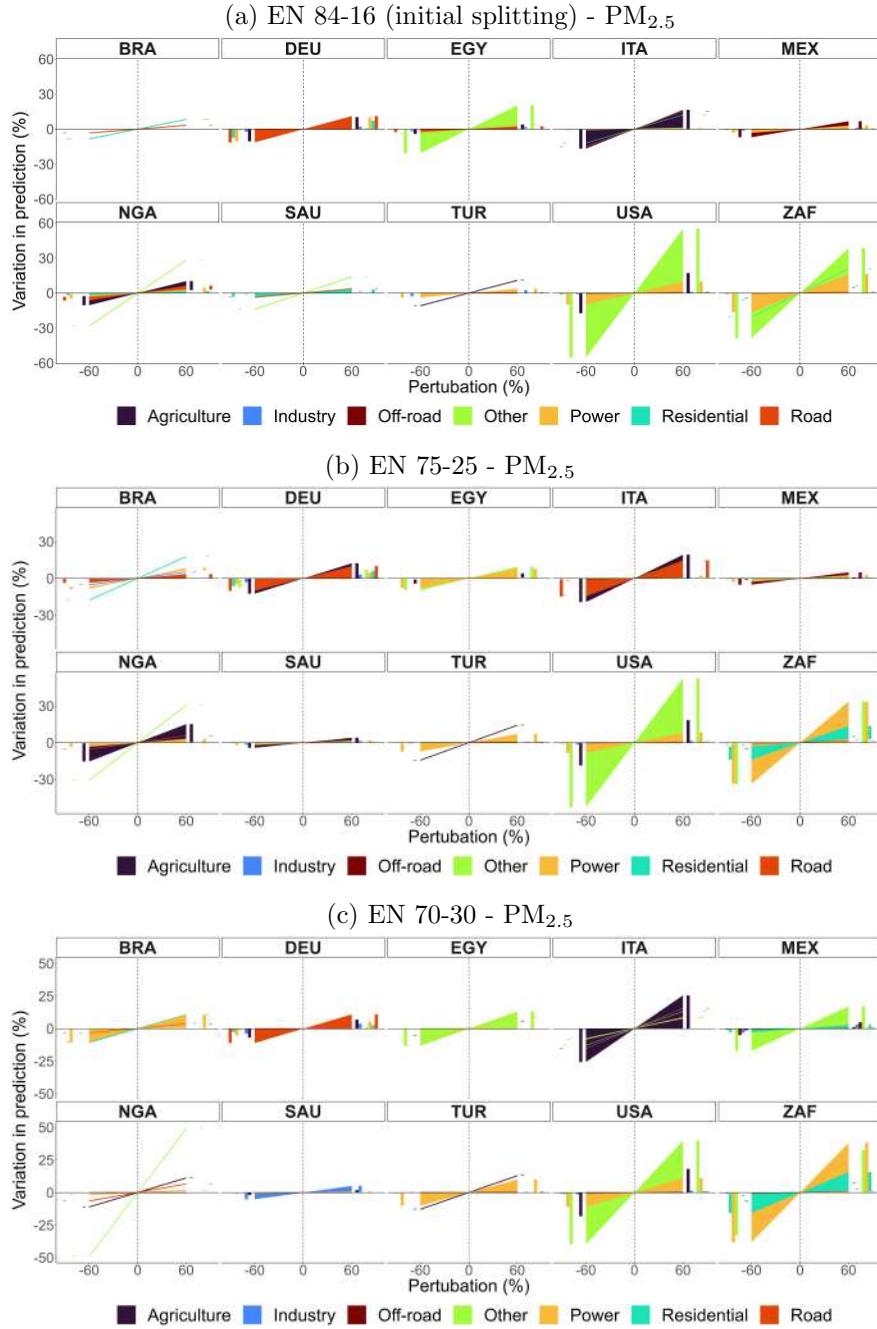 (a) EN 84-16 (initial splitting) - PM2.5
BRA DEU EGY ITA MEX
60
30
0
-30
-60
NGA SAU TUR USA ZAF
60
30
0
-30
-60
Variation in prediction (%)
-60 0 60 -60 0 60 -60 0 60 -60 0 60 -60 0 60
Pertubation (%)
Agriculture Industry Off-road Other Power Residential Road
(b) EN 75-25 - PM2.5
BRA DEU EGY ITA MEX
30
0
-30
NGA SAU TUR USA ZAF
30
0
-30
Variation in prediction (%)
-60 0 60 -60 0 60 -60 0 60 -60 0 60 -60 0 60
Pertubation (%)
Agriculture Industry Off-road Other Power Residential Road
(c) EN 70-30 - PM2.5
BRA DEU EGY ITA MEX
50
25
0
-25
-50
NGA SAU TUR USA ZAF
50
25
0
-25
-50
Variation in prediction (%)
-60 0 60 -60 0 60 -60 0 60 -60 0 60 -60 0 60
Pertubation (%)
Agriculture Industry Off-road Other Power Residential Road